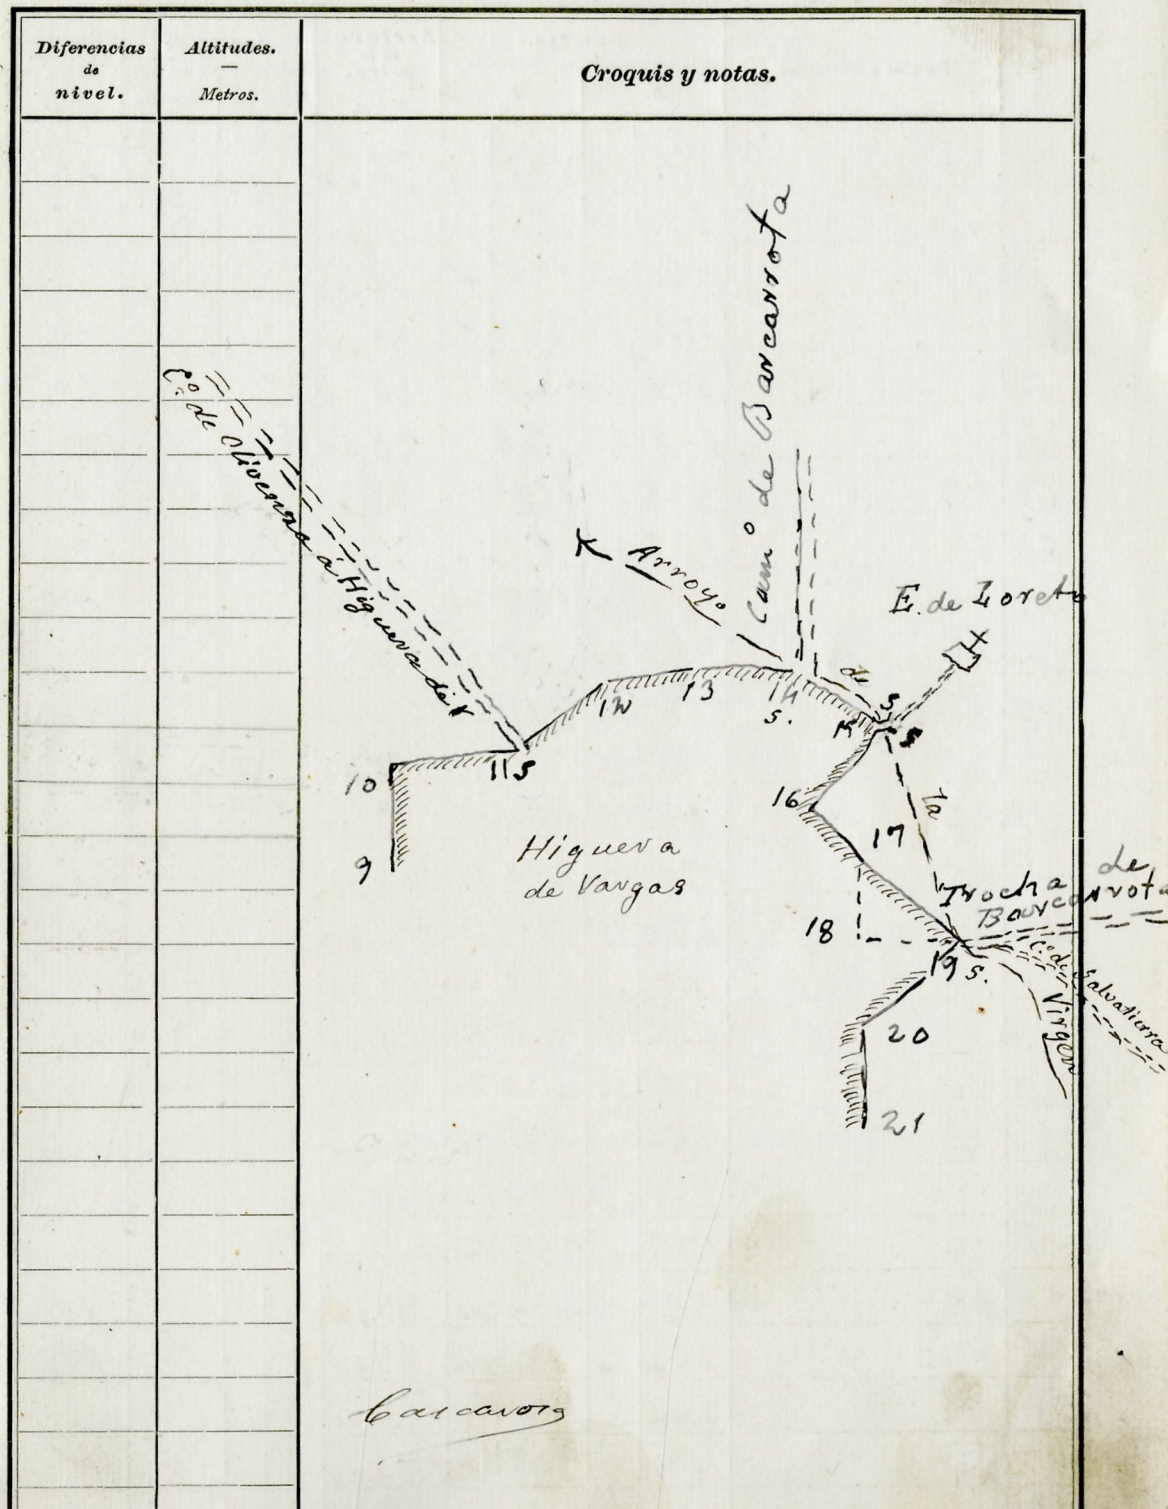 Diferencias
de
nivel.
Altitudes.
Metros.
Croquis y notas.
Cº. de Olivenza á Higuera de V
Camº de Barcarrota
Arroyo
de
la
Virgen
E. de Loreto
9
10
11 s
12
13
14
s.
15
s
s
16
17
18
19 s.
20
21
Higuera
de Vargas
Trocha de
Barcarrota
Cº. de Salvatierra